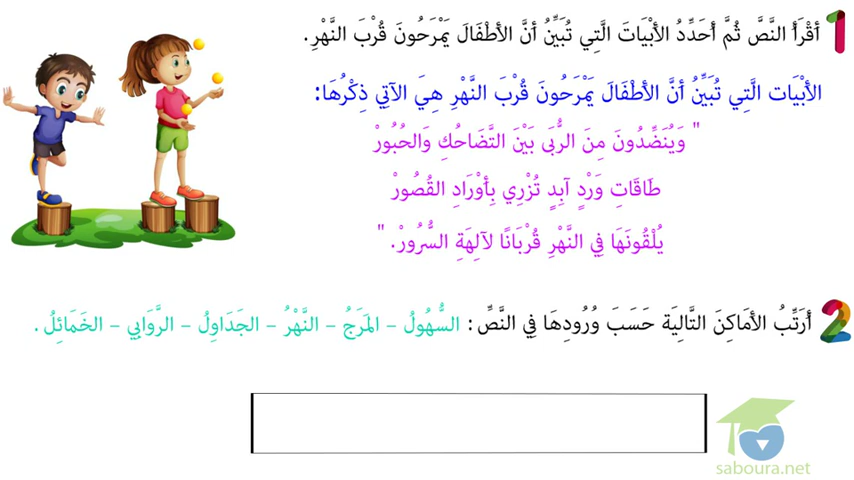 1 أَقْرَأُ النَّصَّ ثُمَّ أُحَدِّدُ الأَبْيَاتَ الَّتِي تُبَيِّنُ أَنَّ الأَطْفَالَ يَمْرَحُونَ قُرْبَ النَّهْرِ.
الأَبْيَات الَّتِي تُبَيِّنُ أَنَّ الأَطْفَالَ يَمْرَحُونَ قُرْبَ النَّهْرِ هِيَ الآتِي ذِكْرُهَا:
" وَيُنَضِّدُونَ مِنَ الرُّبَى بَيْنَ التَّضَاحُكِ وَالحُبُورْ
طَاقَاتِ وَرْدٍ آبِدٍ تُزْرِي بِأَوْرَادِ القُصُورْ
يُلْقُونَهَا فِي النَّهْرِ قُرْبَانًا لآلِهَةِ السُّرُورْ. "
2 أُرَتِّبُ الأَمَاكِنَ التَّالِيَة حَسَبَ وُرُودِهَا فِي النَّصِّ: السُّهُولُ - المَرَجُ - النَّهْرُ - الجَدَاوِلُ - الرَّوَابِي - الخَمَائِلُ.
saboura.net